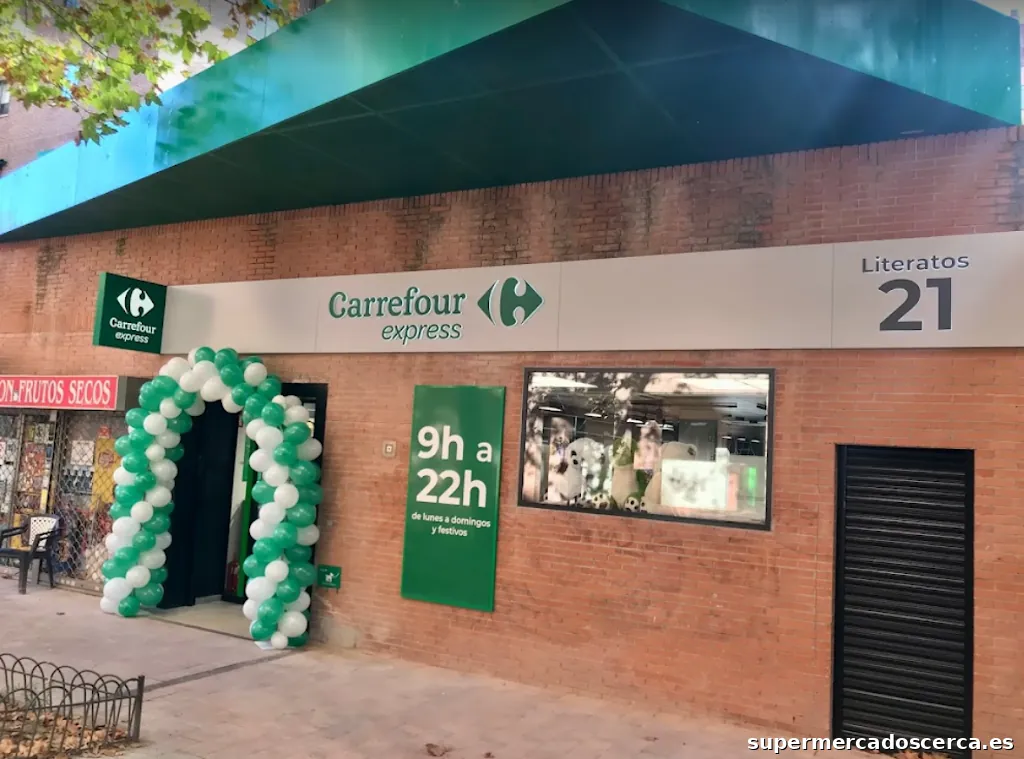 Literatos
21
Carrefour
express
Carrefour
express
ON FRUTOS SECOS
9h a
22h
de lunes a domingos
y festivos
supermercadoscerca.es